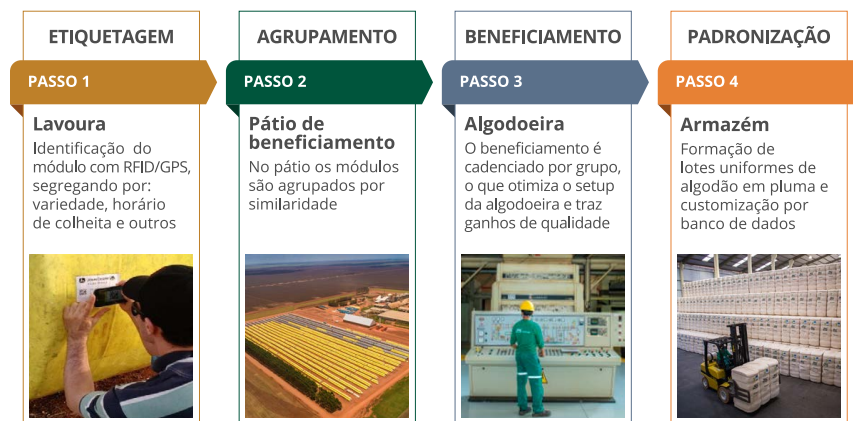 ETIQUETAGEM
PASSO 1
Lavoura
Identificação do
módulo com RFID/GPS,
segregando por:
variedade, horário
de colheita e outros
AGRUPAMENTO
PASSO 2
Pátio de
beneficiamento
No pátio os módulos
são agrupados por
similaridade
BENEFICIAMENTO
PASSO 3
Algodoeira
O beneficiamento é
cadenciado por grupo,
o que otimiza o setup
da algodoeira e traz
ganhos de qualidade
PADRONIZAÇÃO
PASSO 4
Armazém
Formação de
lotes uniformes de
algodão em pluma e
customização por
banco de dados